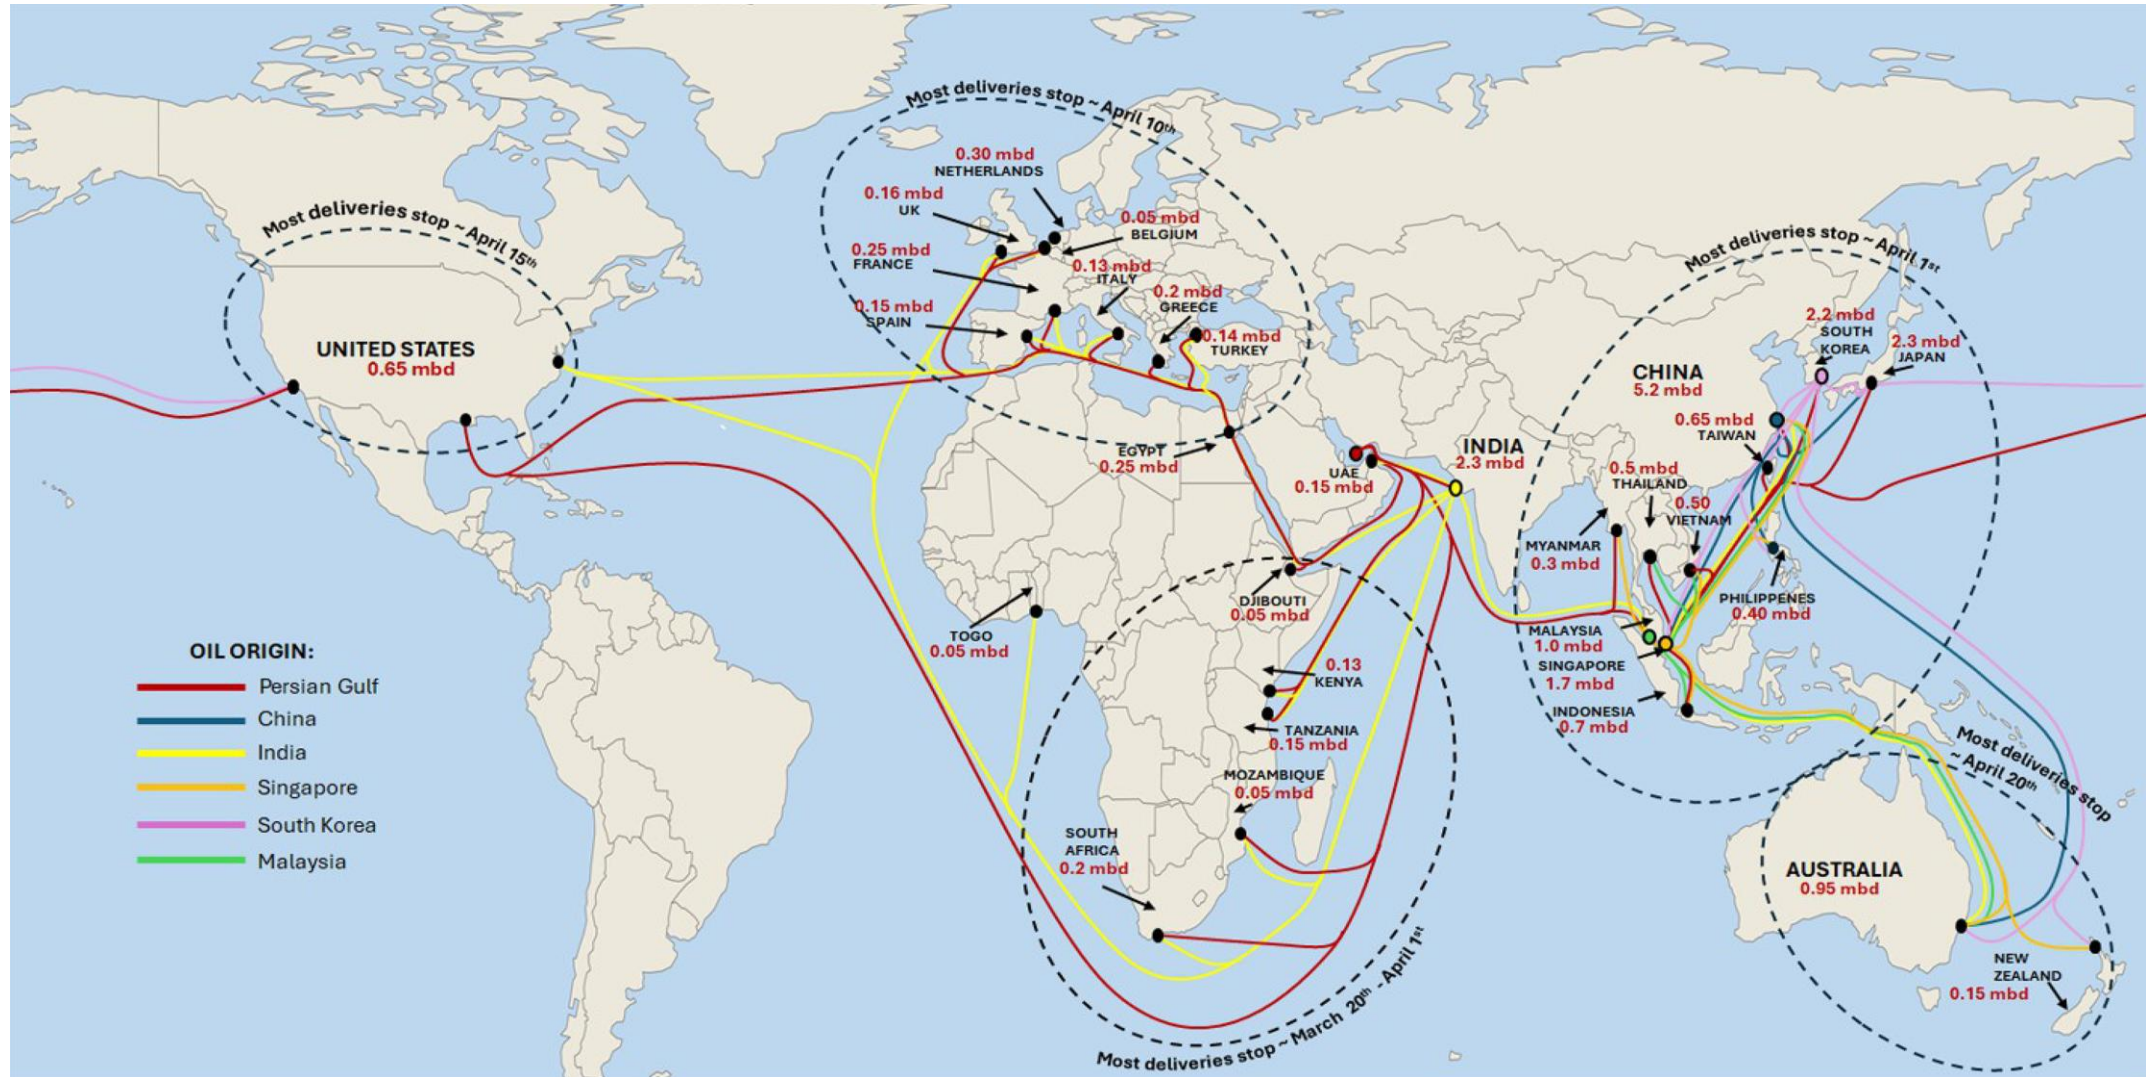 Most deliveries stop ~ April 15th
UNITED STATES
0.65 mbd
Most deliveries stop ~ April 10th
0.30 mbd
NETHERLANDS
0.16 mbd
UK
0.05 mbd
BELGIUM
0.25 mbd
FRANCE
0.13 mbd
ITALY
0.2 mbd
GREECE
0.15 mbd
SPAIN
0.14 mbd
TURKEY
EGYPT
0.25 mbd
UAE
0.15 mbd
INDIA
2.3 mbd
Most deliveries stop ~ April 1st
2.2 mbd
SOUTH
KOREA
2.3 mbd
JAPAN
CHINA
5.2 mbd
0.65 mbd
TAIWAN
0.5 mbd
THAILAND
0.50
VIETNAM
MYANMAR
0.3 mbd
PHILIPPENES
0.40 mbd
MALAYSIA
1.0 mbd
SINGAPORE
1.7 mbd
INDONESIA
0.7 mbd
TOGO
0.05 mbd
DJIBOUTI
0.05 mbd
0.13
KENYA
TANZANIA
0.15 mbd
MOZAMBIQUE
0.05 mbd
SOUTH
AFRICA
0.2 mbd
Most deliveries stop ~ March 20th - April 1st
Most deliveries stop
~ April 20th
AUSTRALIA
0.95 mbd
NEW
ZEALAND
0.15 mbd
OIL ORIGIN:
Persian Gulf
China
India
Singapore
South Korea
Malaysia